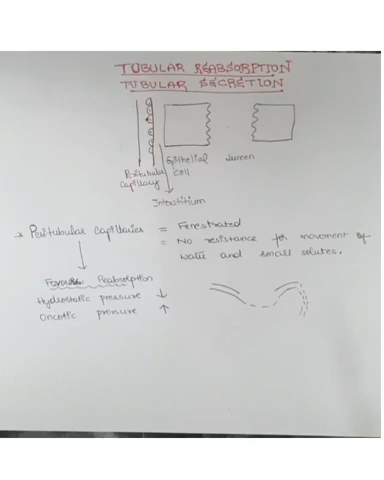 TUBULAR REABSORPTION
TUBULAR SECRETION
Epithelial cell
lumen
Peritubular capillary
Interstitium
→ Peritubular capillaries = Fenestrated
= No resistance for movement of
water and small solutes.
Favours Reabsorption
Hydrostatic pressure ↓
Oncotic pressure ↑